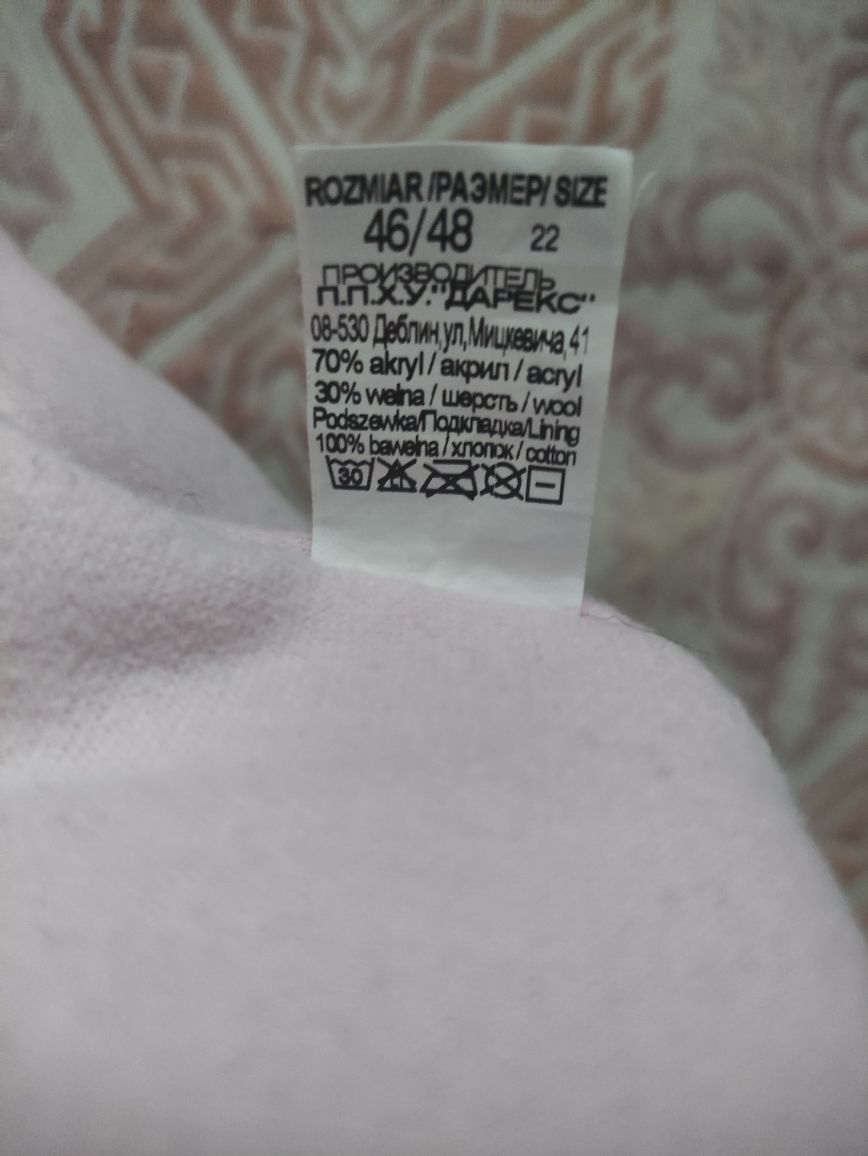 ROZMIAR /РАЗМЕР/ SIZE
46/48 22
ПРОИЗВОДИТЕЛЬ
П.П.Х.У."ДАРЕКС"
08-530 Деблин,ул,Мицкевича,41
70% akryl / акрил / acryl
30% wełna / шерсть / wool
Podszewka/Подкладка/Lining
100% bawełna / хлопок / cotton
30